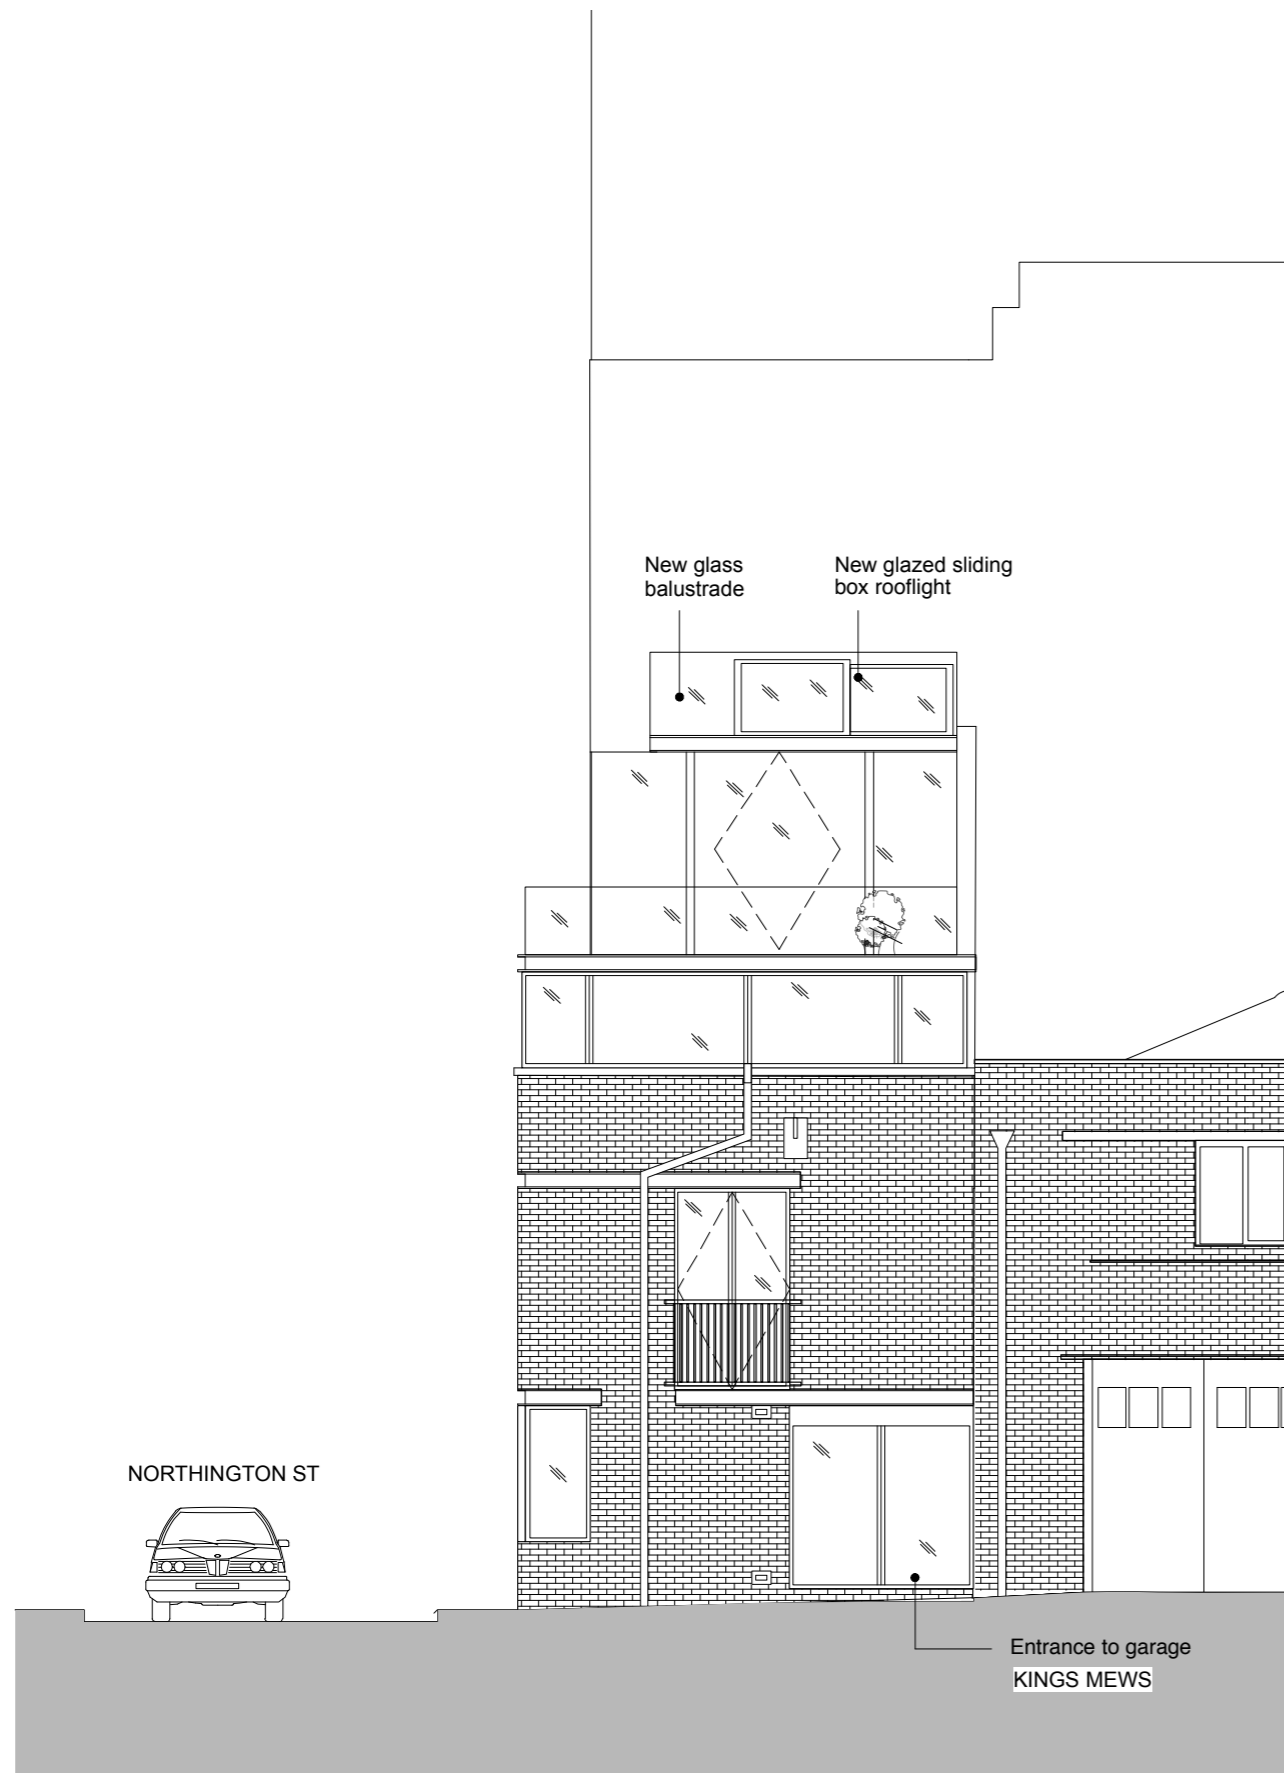 New glass
balustrade
New glazed sliding
box rooflight
NORTHINGTON ST
Entrance to garage
KINGS MEWS